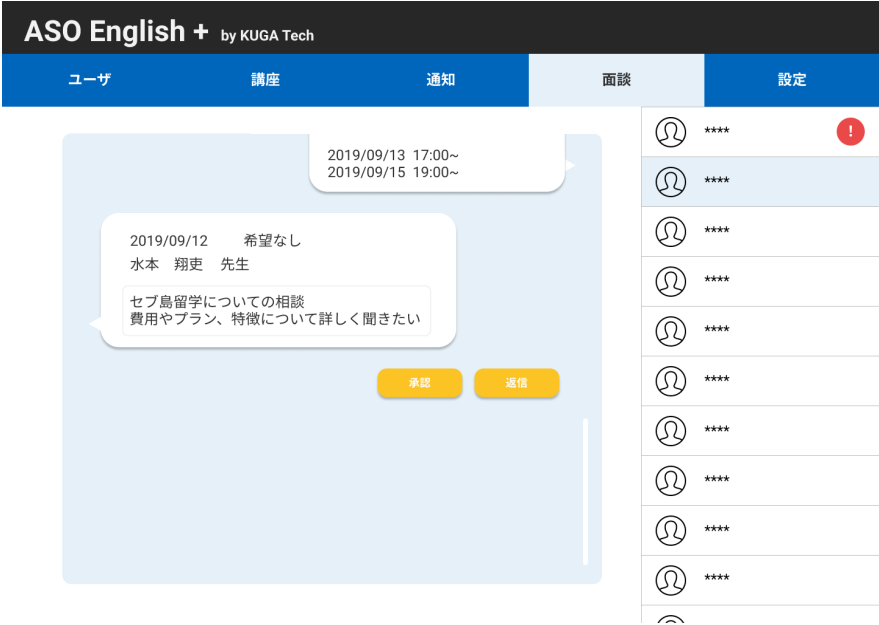 ASO English + by KUGA Tech
ユーザ 講座 通知 面談 設定
2019/09/13 17:00~
2019/09/15 19:00~
2019/09/12 希望なし
水本 翔吏 先生
セブ島留学についての相談
費用やプラン、特徴について詳しく聞きたい
承認 返信
**** !
****
****
****
****
****
****
****
****
****